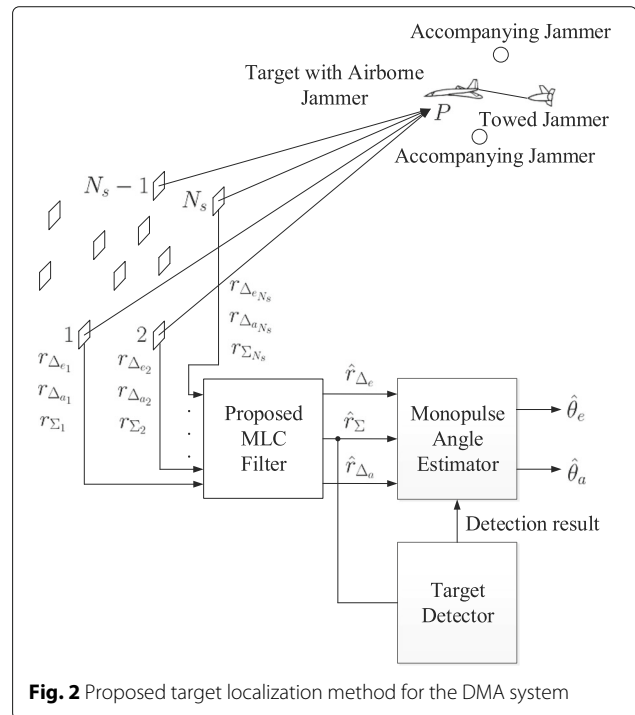 Accompanying Jammer
Target with Airborne
Jammer
P
Towed Jammer
Accompanying Jammer
N_s − 1
N_s
r_{Δ_{e_{N_s}}}
r_{Δ_{a_{N_s}}}
r_{Σ_{N_s}}
1
2
r_{Δ_{e_1}}
r_{Δ_{a_1}}
r_{Σ_1}
r_{Δ_{e_2}}
r_{Δ_{a_2}}
r_{Σ_2}
Proposed
MLC
Filter
r̂_{Δ_e}
r̂_Σ
r̂_{Δ_a}
Monopulse
Angle
Estimator
θ̂_e
θ̂_a
Detection result
Target
Detector
Fig. 2 Proposed target localization method for the DMA system